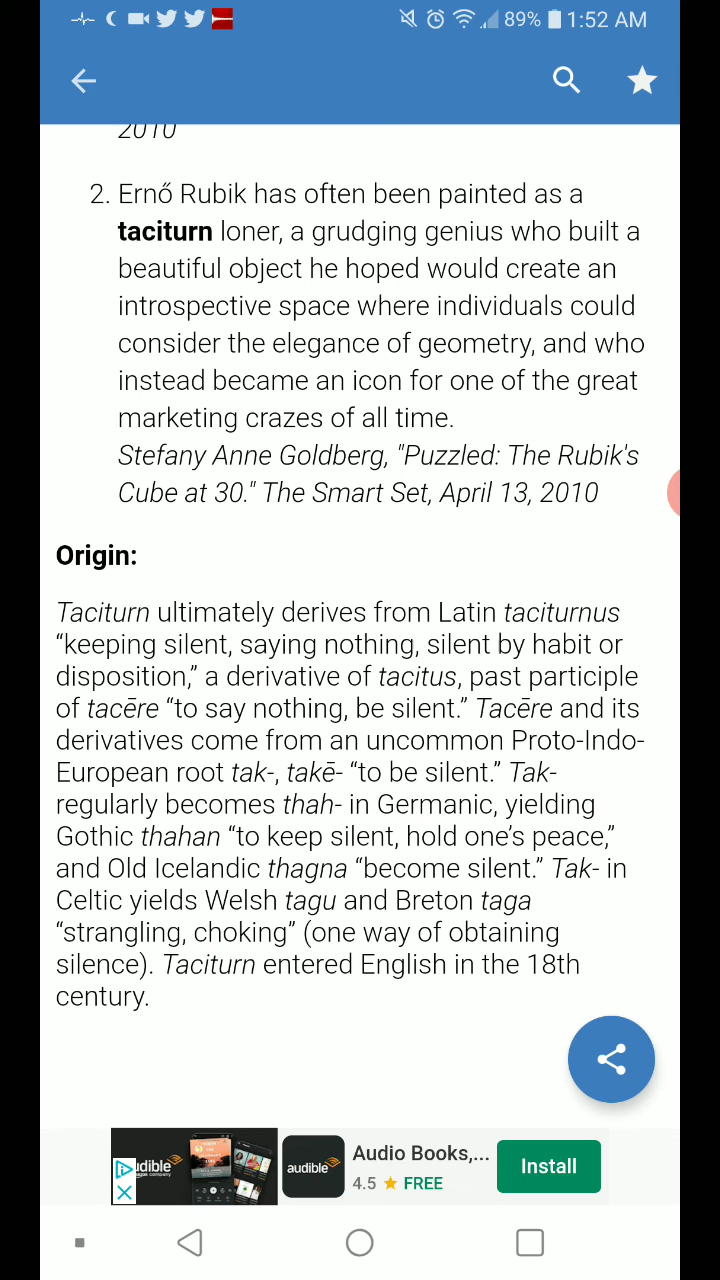 89% 1:52 AM
2010
2. Ernő Rubik has often been painted as a
taciturn loner, a grudging genius who built a
beautiful object he hoped would create an
introspective space where individuals could
consider the elegance of geometry, and who
instead became an icon for one of the great
marketing crazes of all time.
Stefany Anne Goldberg, "Puzzled: The Rubik's
Cube at 30." The Smart Set, April 13, 2010
Origin:
Taciturn ultimately derives from Latin taciturnus
“keeping silent, saying nothing, silent by habit or
disposition,” a derivative of tacitus, past participle
of tacēre “to say nothing, be silent.” Tacēre and its
derivatives come from an uncommon Proto-Indo-
European root tak-, takē- “to be silent.” Tak-
regularly becomes thah- in Germanic, yielding
Gothic thahan “to keep silent, hold one’s peace,”
and Old Icelandic thagna “become silent.” Tak- in
Celtic yields Welsh tagu and Breton taga
“strangling, choking” (one way of obtaining
silence). Taciturn entered English in the 18th
century.
audible
Audio Books,...
4.5 ★ FREE
Install